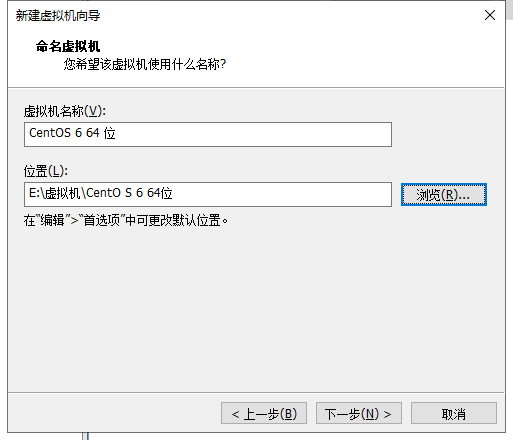 新建虚拟机向导
命名虚拟机
您希望该虚拟机使用什么名称?
虚拟机名称(V):
CentOS 6 64 位
位置(L):
E:\虚拟机\CentO S 6 64位
浏览(R)...
在"编辑">"首选项"中可更改默认位置。
< 上一步(B)
下一步(N) >
取消